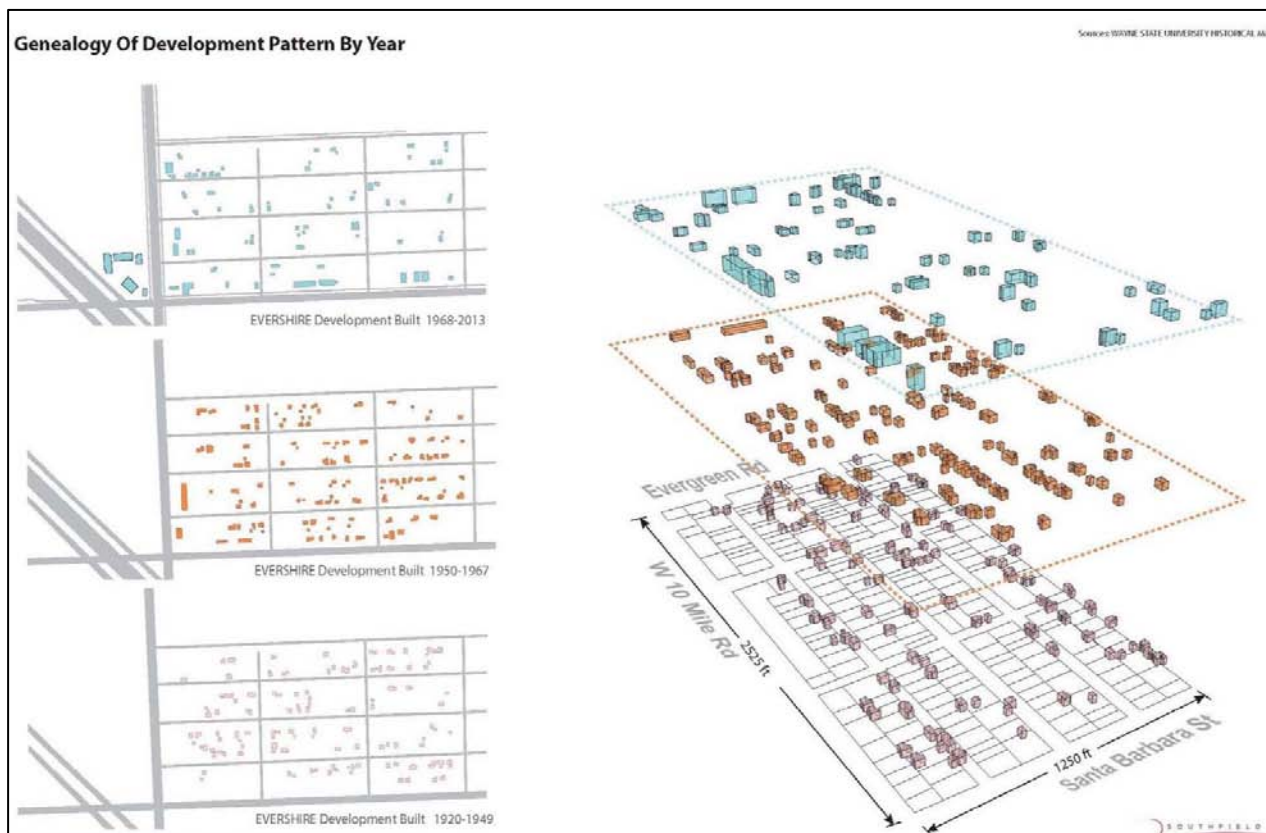 Genealogy Of Development Pattern By Year
Sources: WAYNE STATE UNIVERSITY HISTORICAL
EVERSHIRE Development Built 1968-2013
EVERSHIRE Development Built 1950-1967
EVERSHIRE Development Built 1920-1949
Evergreen Rd
W 10 Mile Rd
2525 ft
1250 ft
Santa Barbara St
SOUTHFIELD